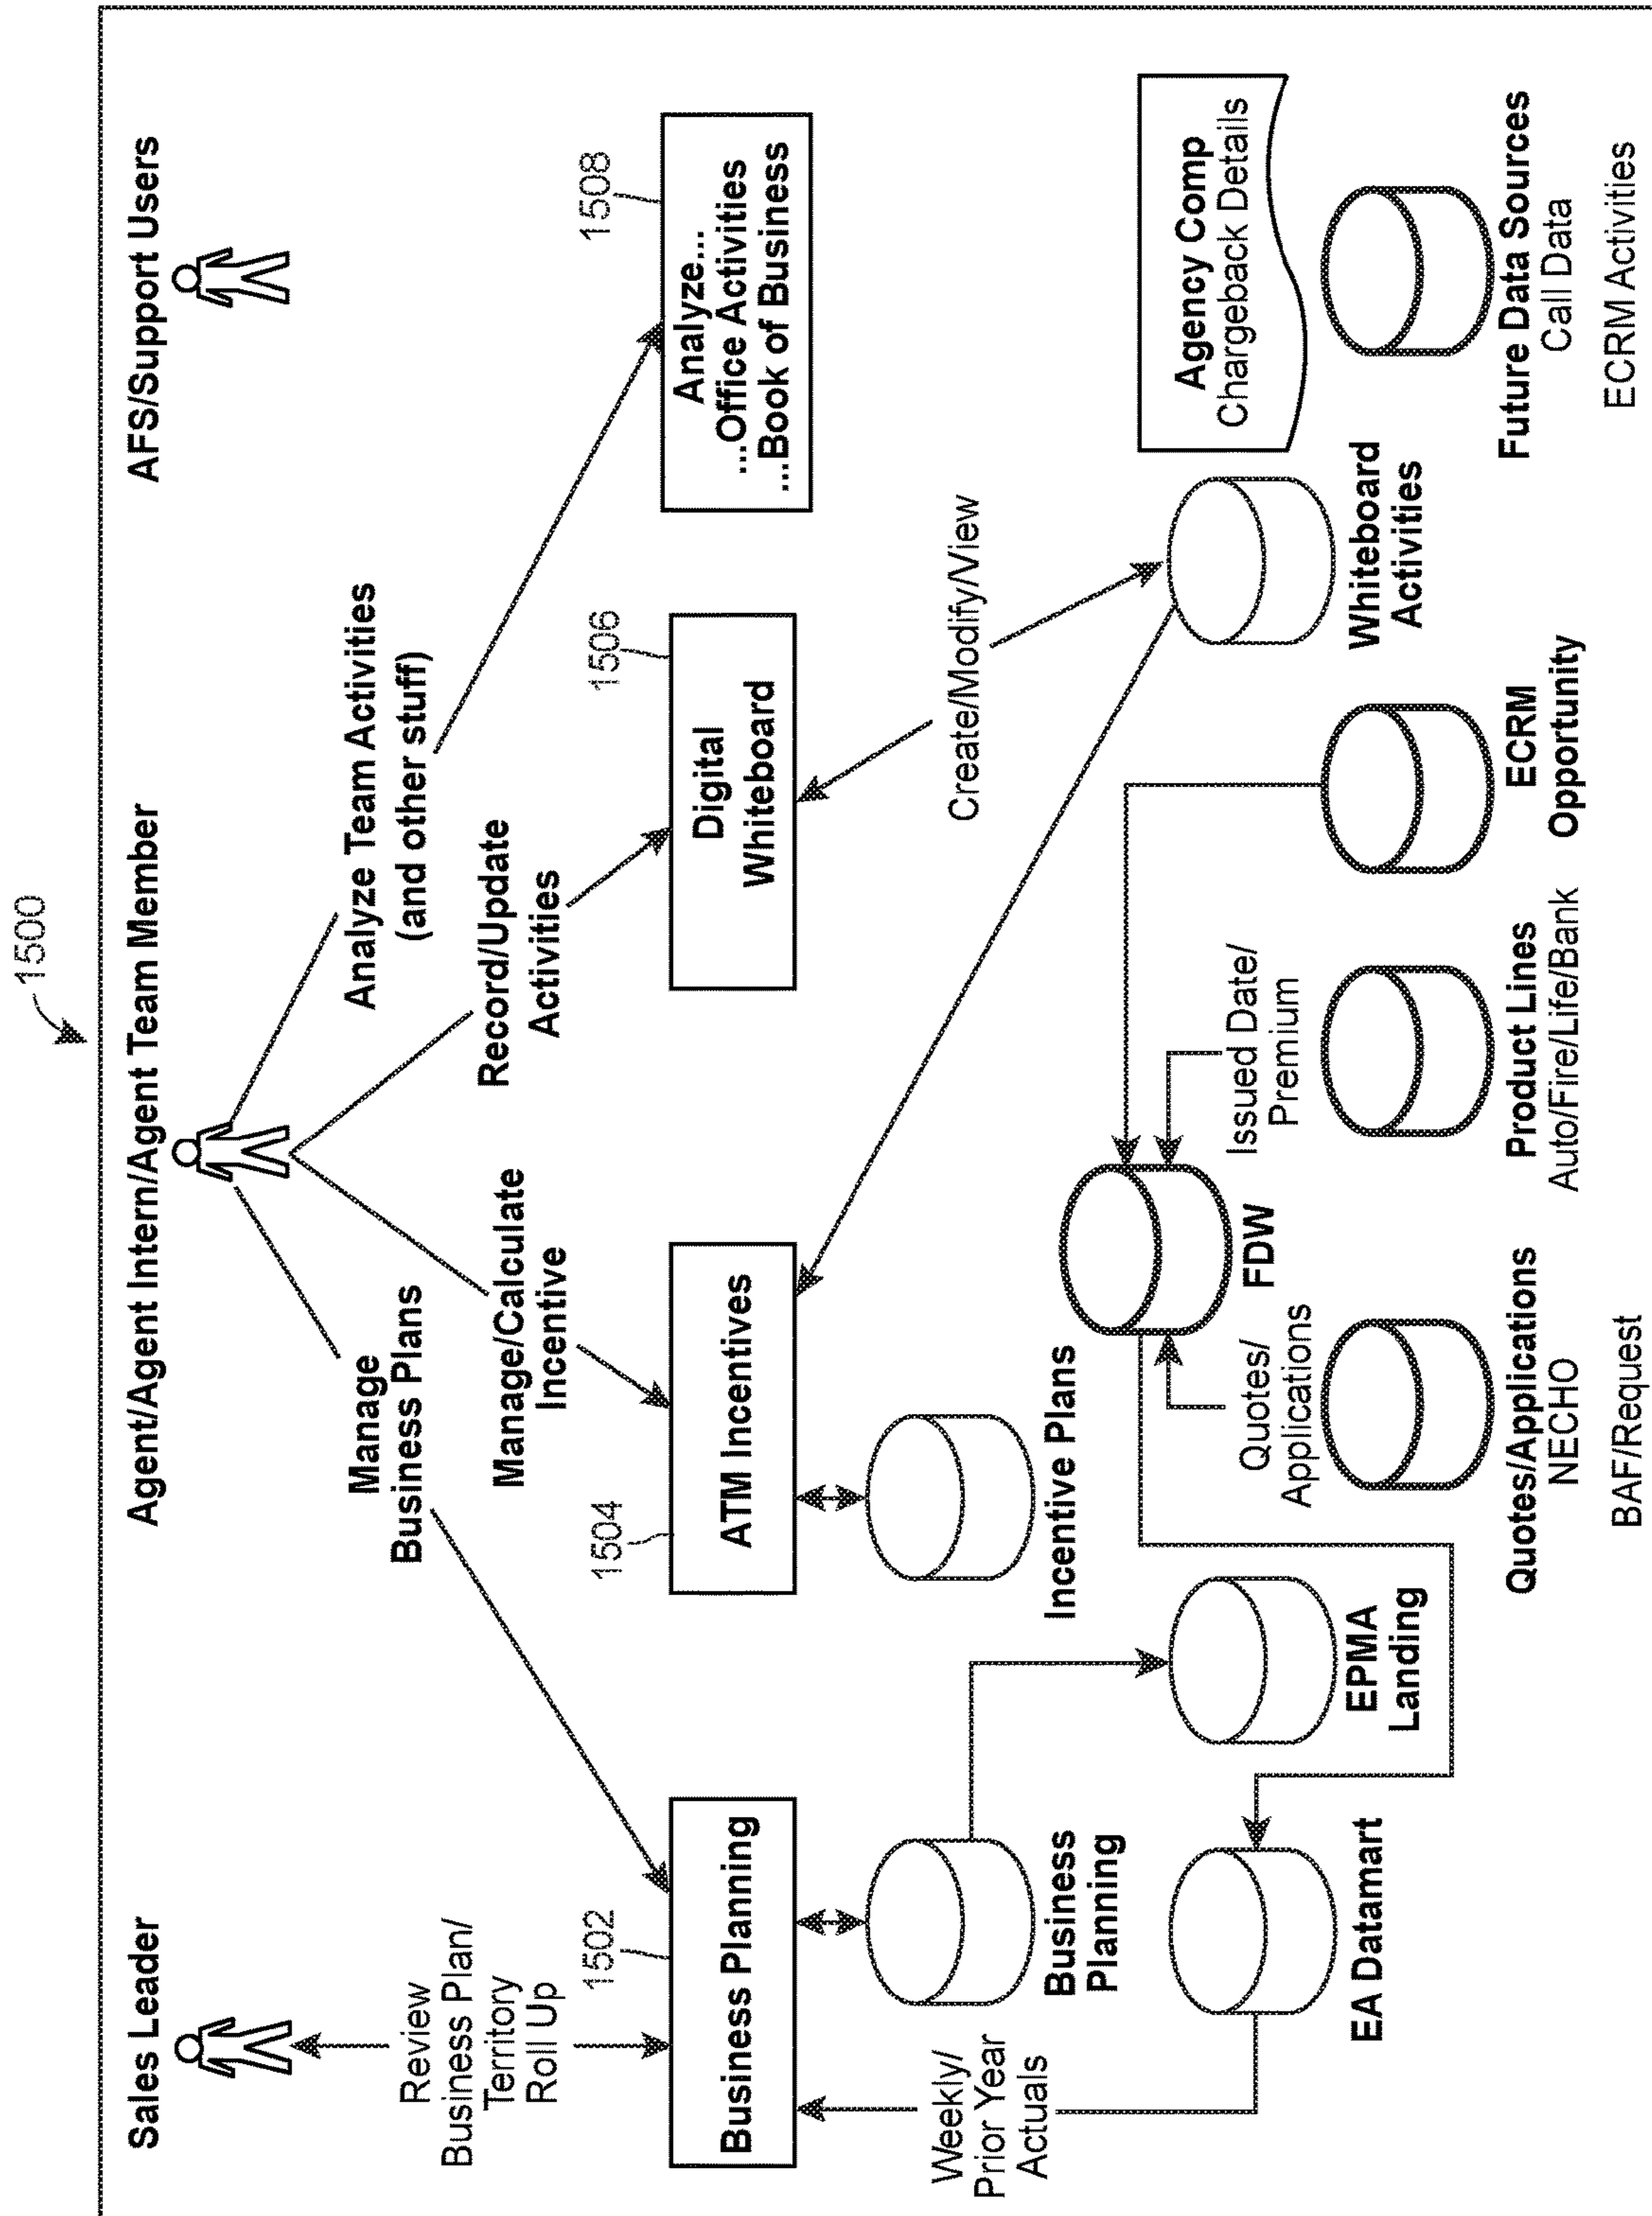 1500
Sales Leader
Agent/Agent Intern/Agent Team Member
AFS/Support Users
Review
Business Plan/
Territory
Roll Up
Manage
Business Plans
Manage/Calculate
Incentive
Record/Update
Activities
Analyze Team Activities
(and other stuff)
1502
Business Planning
1504
ATM Incentives
1506
Digital
Whiteboard
1508
Analyze...
...Office Activities
...Book of Business
Weekly/
Prior Year
Actuals
Business
Planning
Incentive Plans
Create/Modify/View
EA Datamart
EPMA
Landing
FDW
Quotes/
Applications
Issued Date/
Premium
Whiteboard
Activities
Agency Comp
Chargeback Details
Quotes/Applications
NECHO
BAF/Request
Product Lines
Auto/Fire/Life/Bank
ECRM
Opportunity
Future Data Sources
Call Data
ECRM Activities